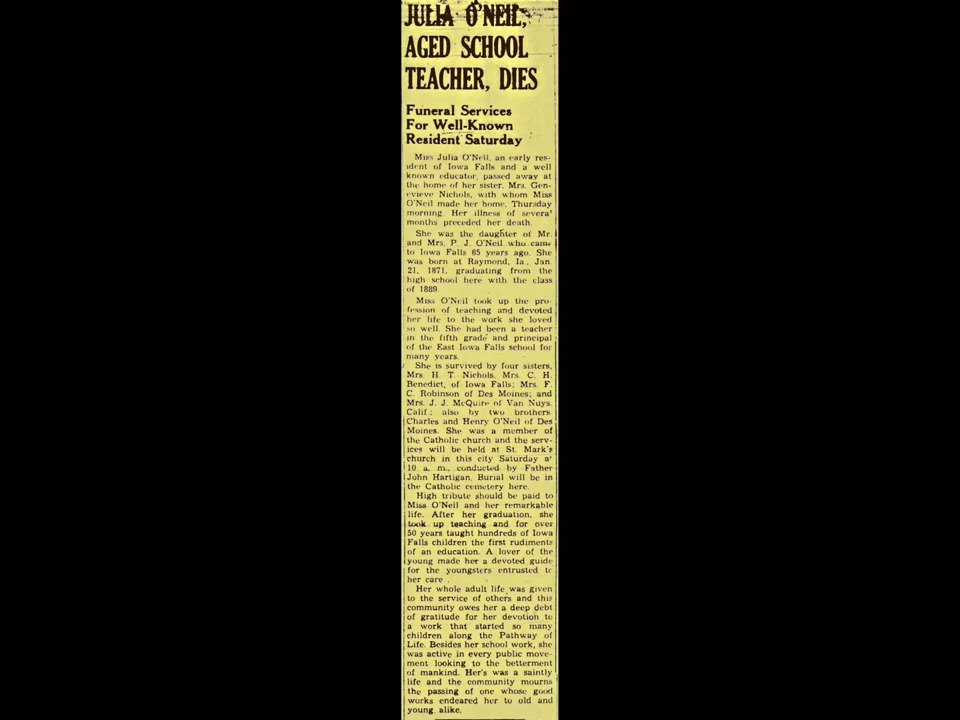 JULIA O'NEIL,
AGED SCHOOL
TEACHER, DIES
Funeral Services
For Well-Known
Resident Saturday
Miss Julia O'Neil, an early res-
ident of Iowa Falls and a well
known educator, passed away at
the home of her sister, Mrs. Gen-
evieve Nichols, with whom Miss
O'Neil made her home, Thursday
morning. Her illness of several
months preceded her death.
She was the daughter of Mr.
and Mrs. P. J. O'Neil who came
to Iowa Falls 65 years ago. She
was born at Raymond, Ia., Jan.
21, 1871, graduating from the
high school here with the class
of 1889.
Miss O'Neil took up the pro-
fession of teaching and devoted
her life to the work she loved
so well. She had been a teacher
in the fifth grade and principal
of the East Iowa Falls school for
many years.
She is survived by four sisters,
Mrs. H. T. Nichols, Mrs. C. H.
Benedict, of Iowa Falls; Mrs. F.
C. Robinson of Des Moines; and
Mrs. J. J. McQuire of Van Nuys,
Calif.; also by two brothers
Charles and Henry O'Neil of Des
Moines. She was a member of
the Catholic church and the serv-
ices will be held at St. Mark's
church in this city Saturday at
10 a. m., conducted by Father
John Hartigan. Burial will be in
the Catholic cemetery here.
High tribute should be paid to
Miss O'Neil and her remarkable
life. After her graduation, she
took up teaching and for over
50 years taught hundreds of Iowa
Falls children the first rudiments
of an education. A lover of the
young made her a devoted guide
for the youngsters entrusted to
her care .
Her whole adult life was given
to the service of others and this
community owes her a deep debt
of gratitude for her devotion to
a work that started so many
children along the Pathway of
Life. Besides her school work, she
was active in every public move-
ment looking to the betterment
of mankind. Her's was a saintly
life and the community mourns
the passing of one whose good
works endeared her to old and
young alike.